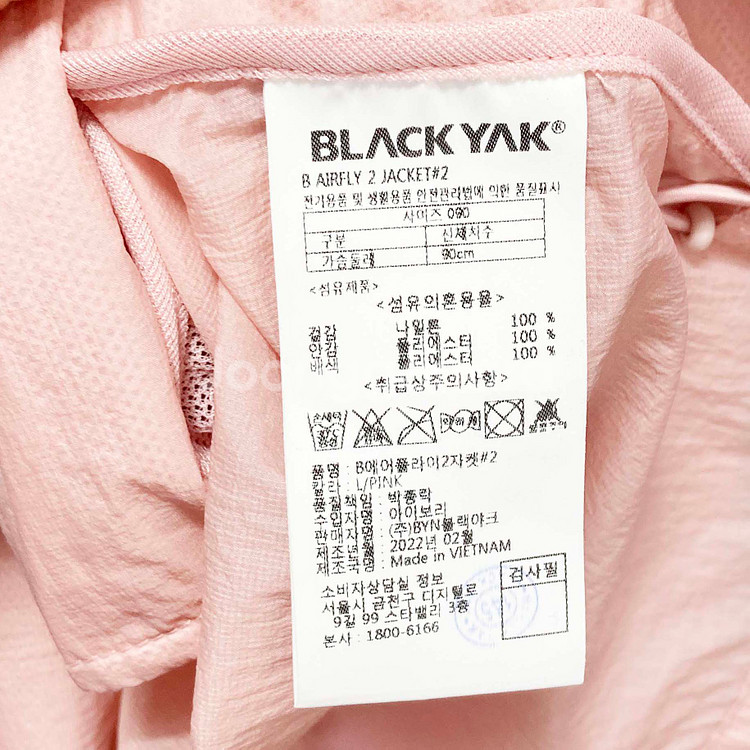 BLACK YAK®
B AIRFLY 2 JACKET#2
전기용품 및 생활용품 안전관리법에 의한 품질표시
사이즈 090
구분 신체치수
가슴둘레 90cm
<섬유제품>
<섬유의혼용율>
겉감 나일론 100 %
안감 폴리에스터 100 %
배색 폴리에스터 100 %
<취급상주의사항>
품명 : B에어플라이2자켓#2
칼라 : L/PINK
품질책임 : 박용락
수입자명 : 아이보리
판매자명 : (주)BYN블랙야크
제조년월 : 2022년 02월
제조국명 : Made in VIETNAM
소비자상담실 정보
서울시 금천구 디지털로
9길 99 스타밸리 3층
본사 : 1800-6166
검사필